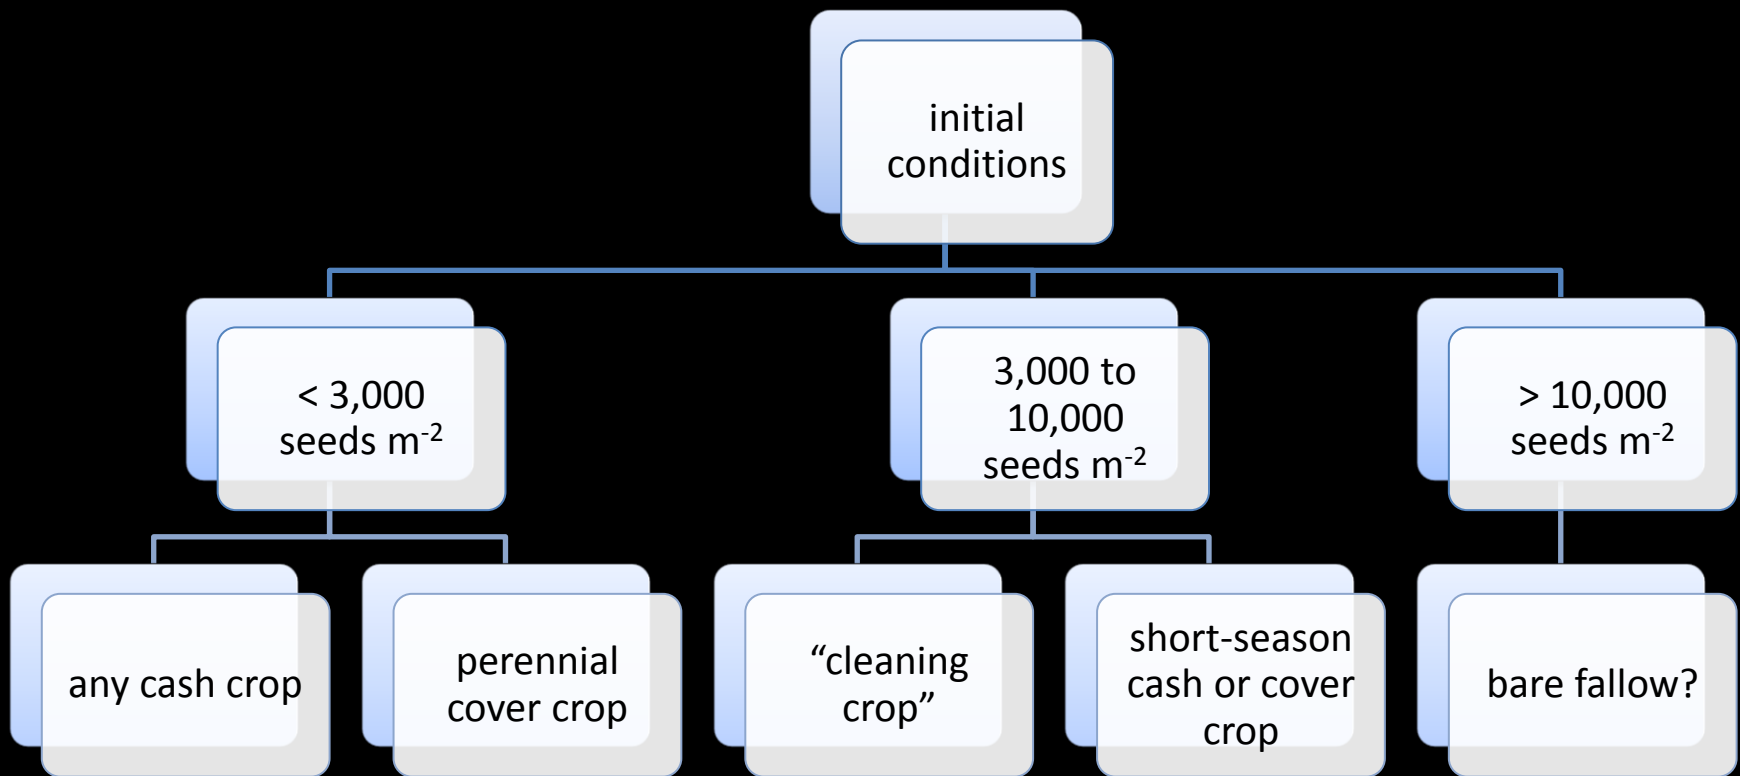 initial
conditions
< 3,000
seeds m⁻²
3,000 to
10,000
seeds m⁻²
> 10,000
seeds m⁻²
any cash crop
perennial
cover crop
“cleaning
crop”
short-season
cash or cover
crop
bare fallow?